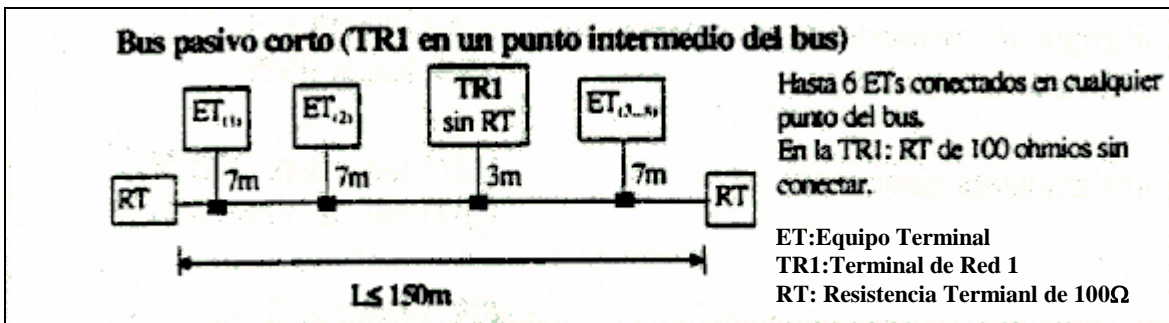 Bus pasivo corto (TR1 en un punto intermedio del bus)
ET(1)
ET(2)
TR1
sin RT
ET(3...8)
RT
7m
7m
3m
7m
RT
L≤ 150m
Hasta 6 ETs conectados en cualquier
punto del bus.
En la TR1: RT de 100 ohmios sin
conectar.
ET:Equipo Terminal
TR1:Terminal de Red 1
RT: Resistencia Termianl de 100Ω